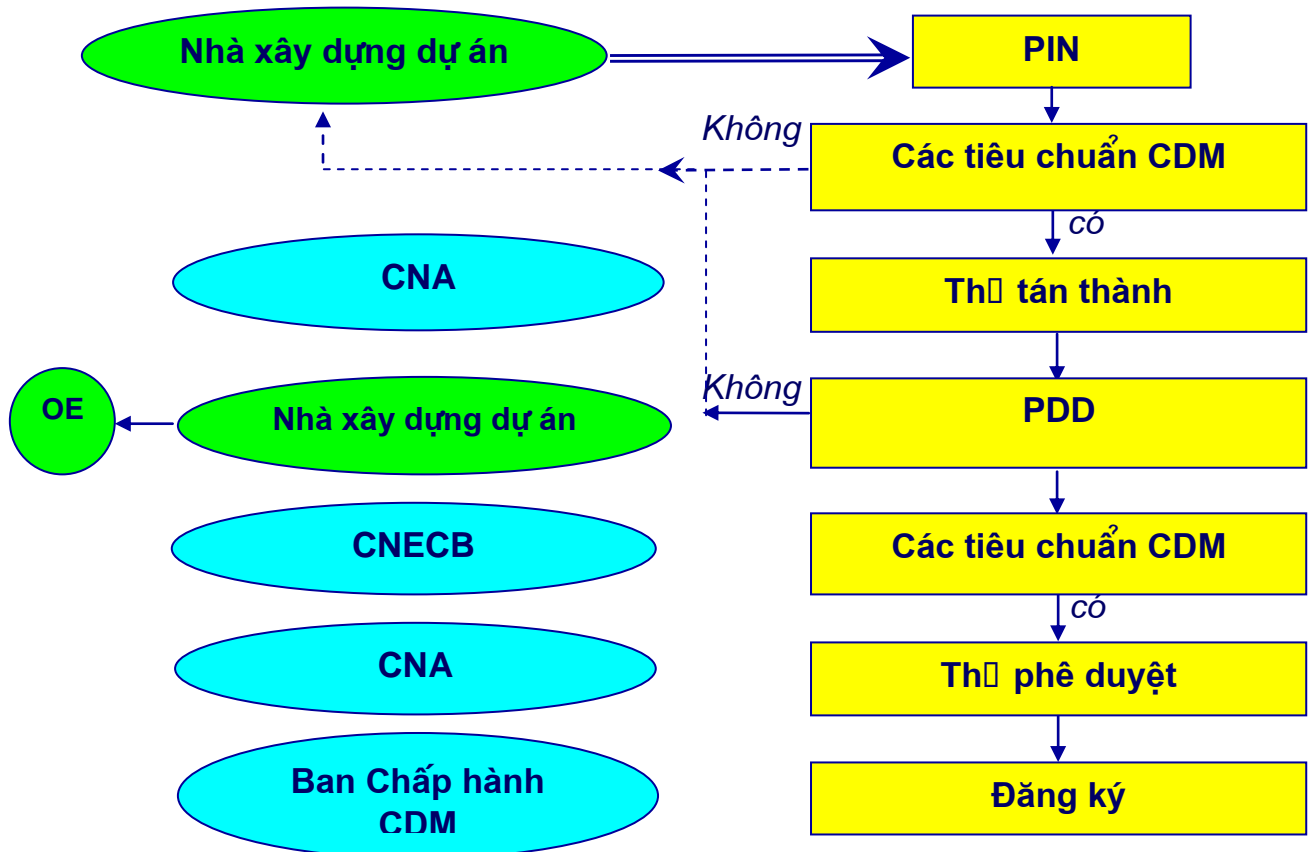 Nhà xây dựng dự án
PIN
Không
Các tiêu chuẩn CDM
có
CNA
Th▯ tán thành
OE
Nhà xây dựng dự án
Không
PDD
CNECB
Các tiêu chuẩn CDM
có
CNA
Th▯ phê duyệt
Ban Chấp hành
CDM
Đăng ký